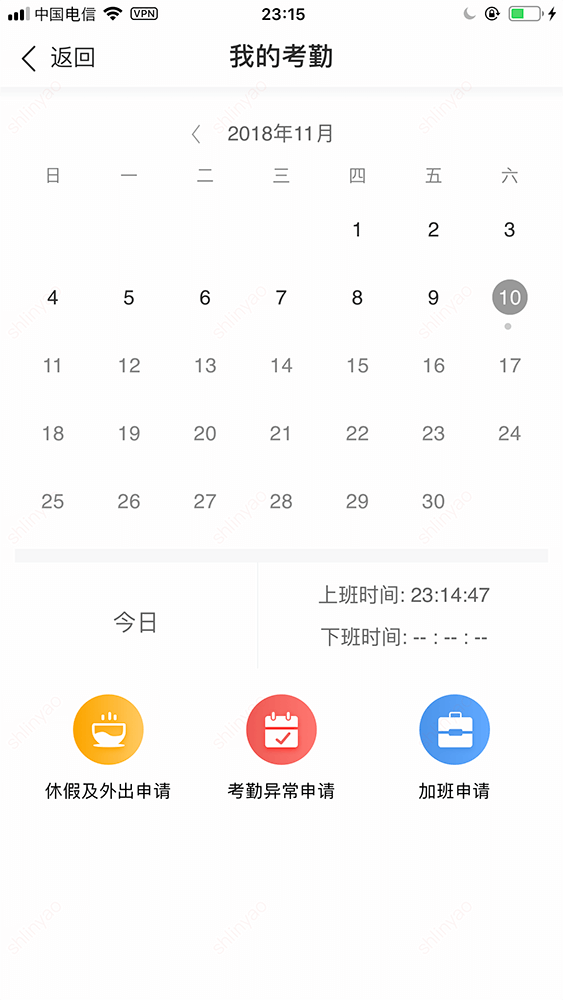 中国电信 VPN 23:15
返回 我的考勤
2018年11月
日 一 二 三 四 五 六
1 2 3
4 5 6 7 8 9 10
11 12 13 14 15 16 17
18 19 20 21 22 23 24
25 26 27 28 29 30
今日
上班时间: 23:14:47
下班时间: -- : -- : --
休假及外出申请 考勤异常申请 加班申请
shinyao